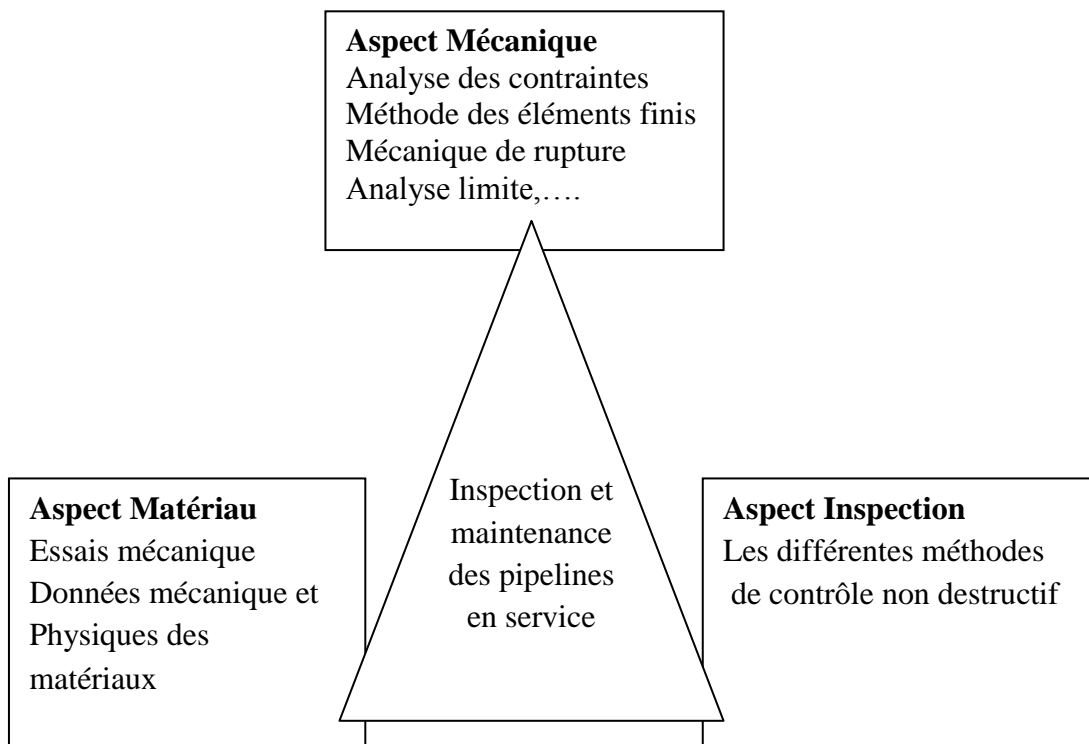 Aspect Mécanique
Analyse des contraintes
Méthode des éléments finis
Mécanique de rupture
Analyse limite,….
Inspection et
maintenance
des pipelines
en service
Aspect Matériau
Essais mécanique
Données mécanique et
Physiques des
matériaux
Aspect Inspection
Les différentes méthodes
de contrôle non destructif